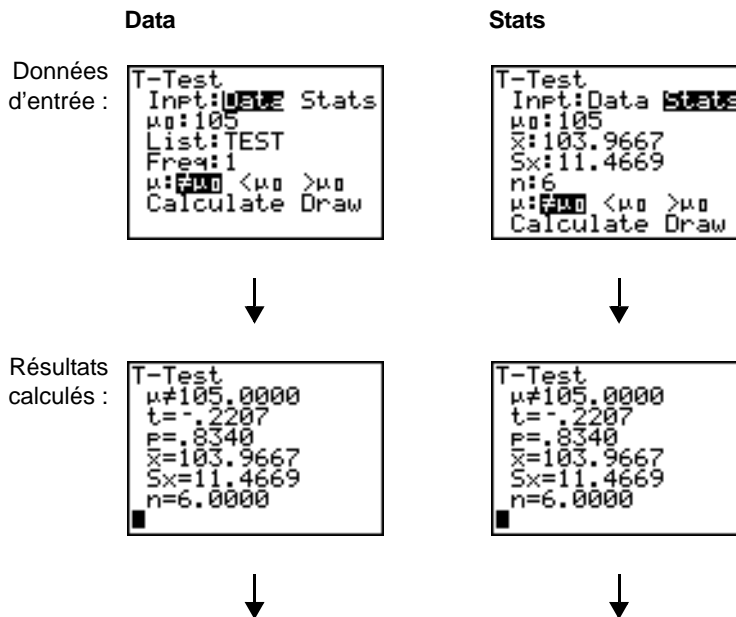 Data
Stats
Données
d'entrée :
T-Test
Inpt:Data Stats
μ0:105
List:TEST
Freq:1
μ:≠μ0 <μ0 >μ0
Calculate Draw
T-Test
Inpt:Data Stats
μ0:105
x̄:103.9667
Sx:11.4669
n:6
μ:≠μ0 <μ0 >μ0
Calculate Draw
Résultats
calculés :
T-Test
μ≠105.0000
t=-.2207
p=.8340
x̄=103.9667
Sx=11.4669
n=6.0000
T-Test
μ≠105.0000
t=-.2207
p=.8340
x̄=103.9667
Sx=11.4669
n=6.0000